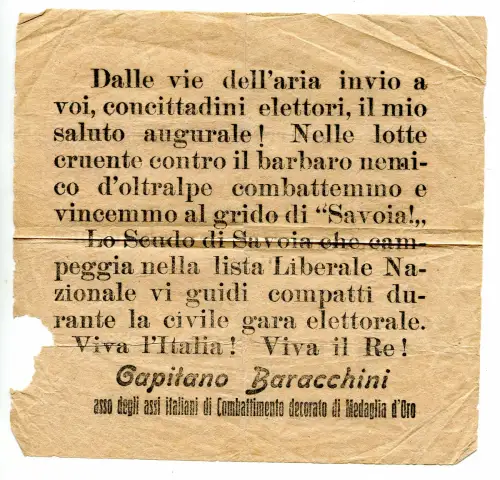 Dalle vie dell'aria invio a
voi, concittadini elettori, il mio
saluto augurale! Nelle lotte
cruente contro il barbaro nemi-
co d'oltralpe combattemmo e
vincemmo al grido di "Savoia!„
Lo Scudo di Savoia che cam-
peggia nella lista Liberale Na-
zionale vi guidi compatti du-
rante la civile gara elettorale.
Viva l'Italia! Viva il Re!
Capitano Baracchini
asso degli assi italiani di Combattimento decorato di Medaglia d'Oro